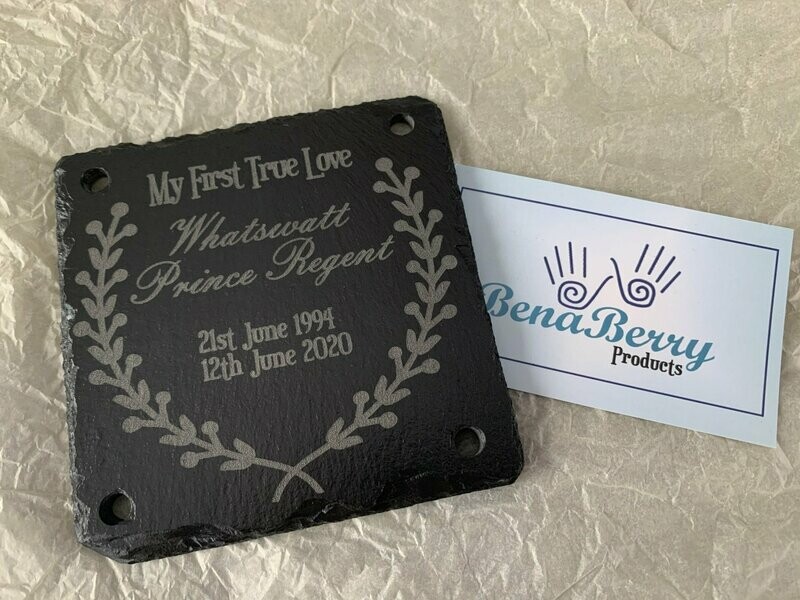 My First True Love
Whatswatt
Prince Regent
21st June 1994
12th June 2020
BenaBerry
Products